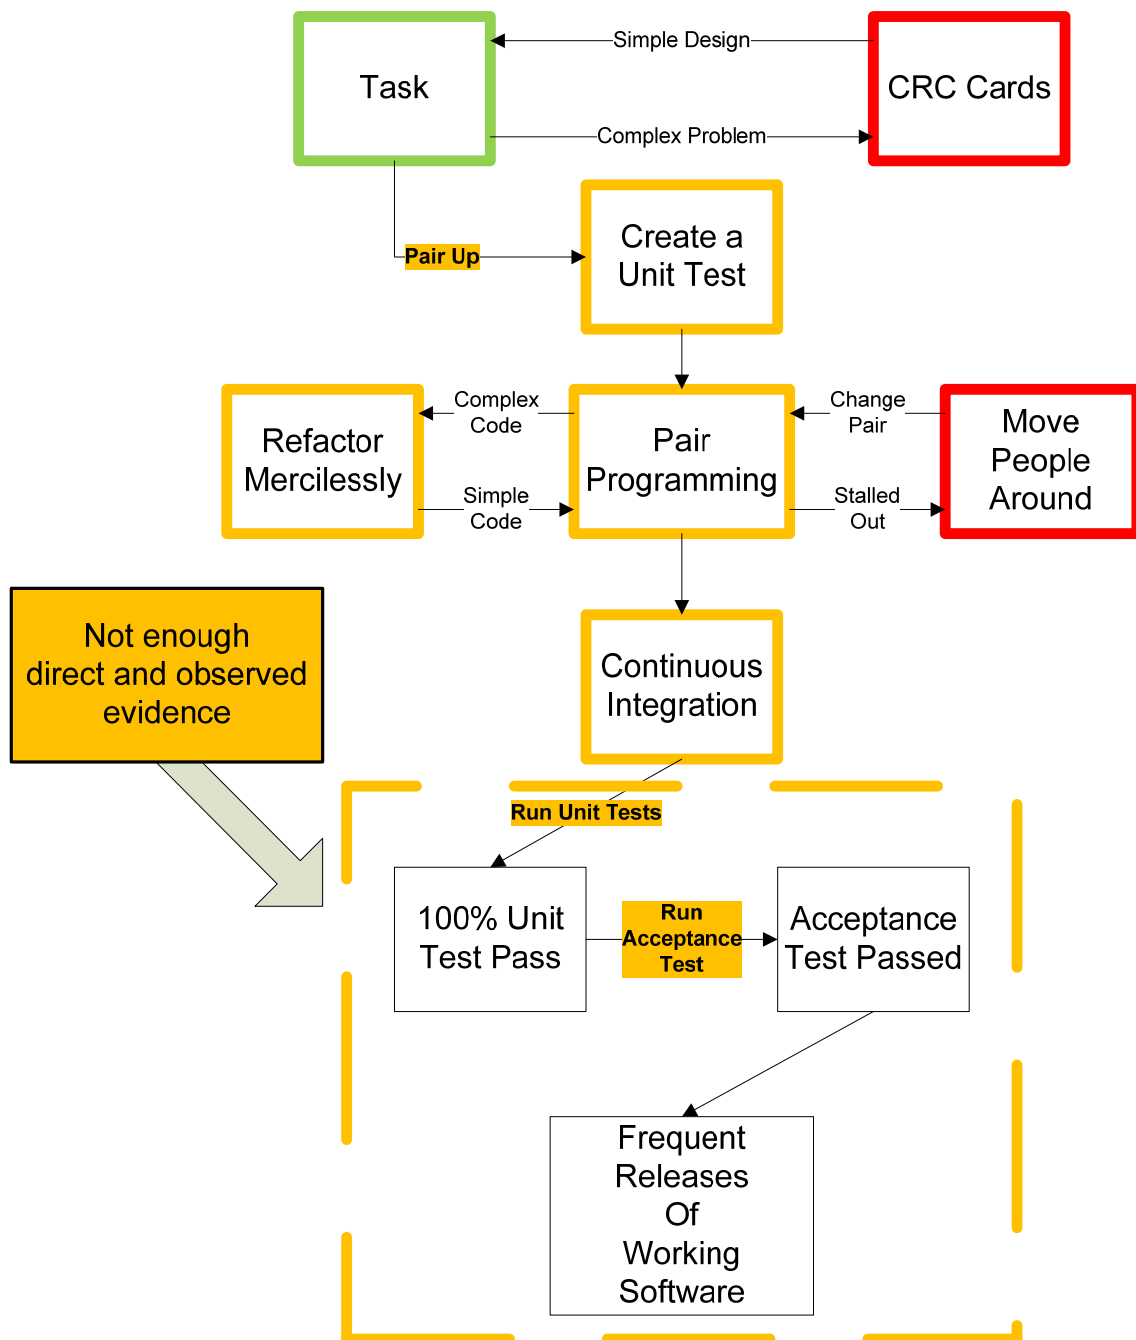 Simple Design
Task
CRC Cards
Complex Problem
Create a
Unit Test
Pair Up
Complex
Code
Change
Pair
Refactor
Mercilessly
Pair
Programming
Move
People
Around
Simple
Code
Stalled
Out
Not enough
direct and observed
evidence
Continuous
Integration
Run Unit Tests
100% Unit
Test Pass
Run
Acceptance
Test
Acceptance
Test Passed
Frequent
Releases
Of
Working
Software